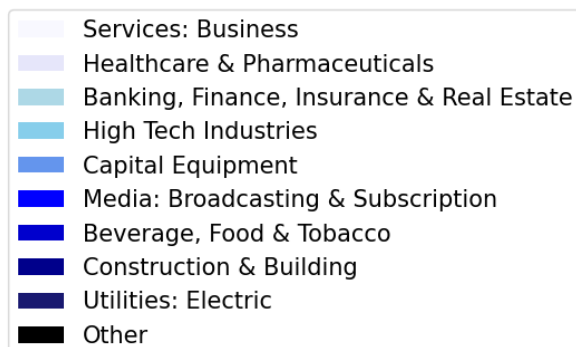 Services: Business
Healthcare & Pharmaceuticals
Banking, Finance, Insurance & Real Estate
High Tech Industries
Capital Equipment
Media: Broadcasting & Subscription
Beverage, Food & Tobacco
Construction & Building
Utilities: Electric
Other